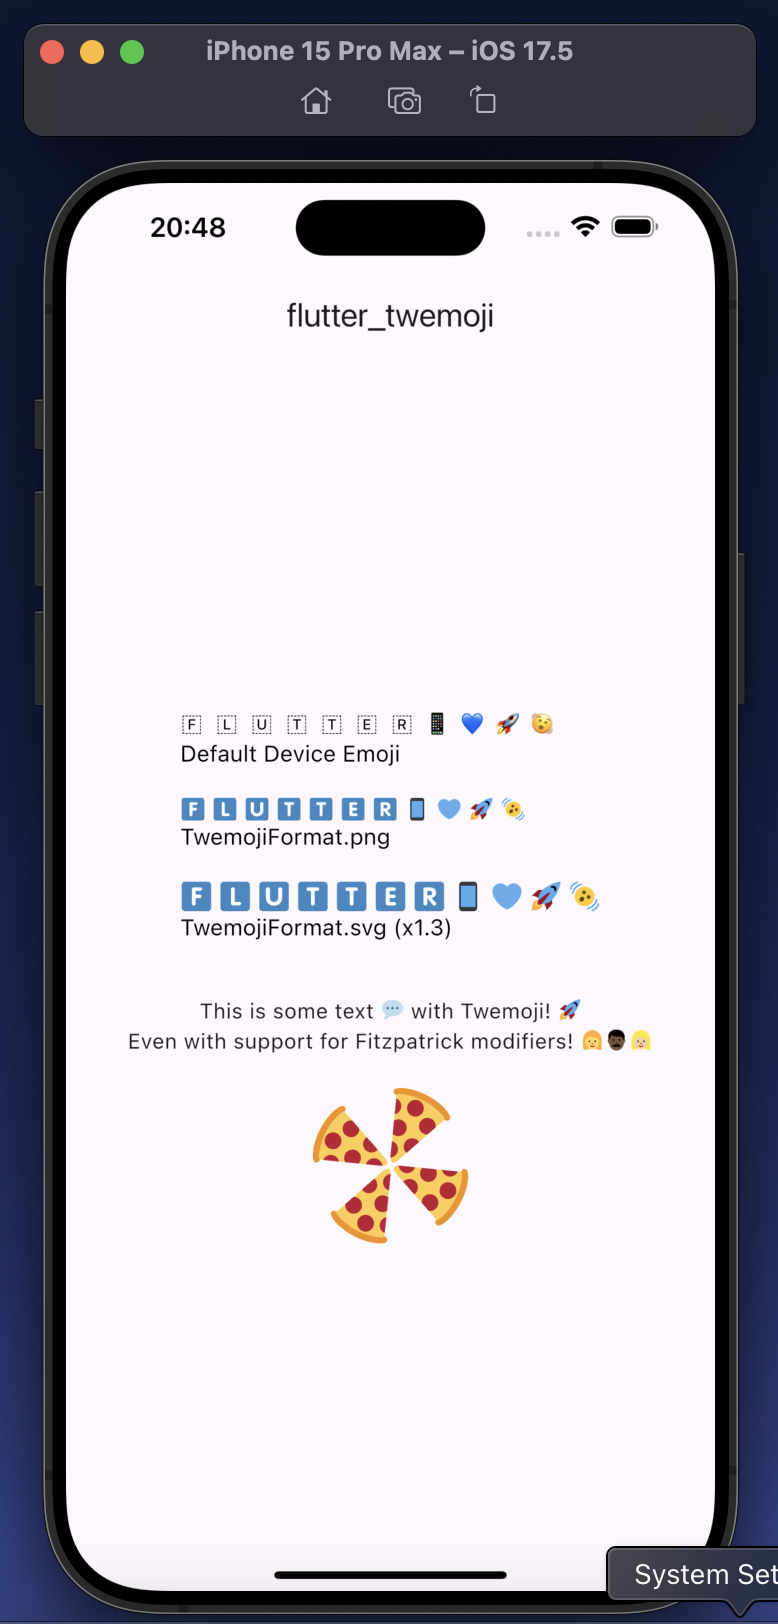 iPhone 15 Pro Max – iOS 17.5
20:48
flutter_twemoji
🇫 🇱 🇺 🇹 🇹 🇪 🇷 📱 💙 🚀 🥳
Default Device Emoji
🇫 🇱 🇺 🇹 🇹 🇪 🇷 📱 💙 🚀 🫨
TwemojiFormat.png
🇫 🇱 🇺 🇹 🇹 🇪 🇷 📱 💙 🚀 🫨
TwemojiFormat.svg (x1.3)
This is some text 💬 with Twemoji! 🚀
Even with support for Fitzpatrick modifiers! 👩👨🏿👱🏼‍♀️
System Set